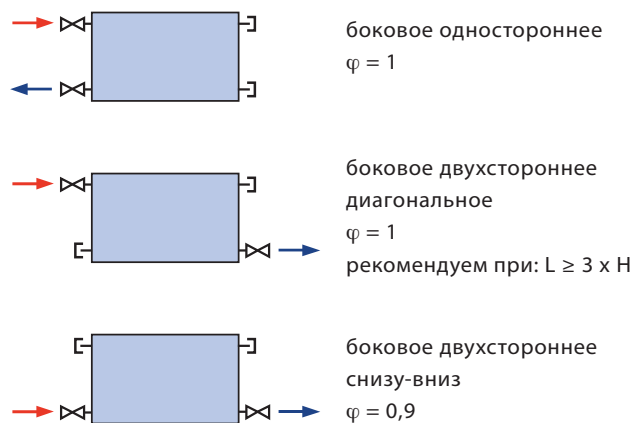 боковое одностороннее
φ = 1
боковое двухстороннее
диагональное
φ = 1
рекомендуем при: L ≥ 3 x H
боковое двухстороннее
снизу-вниз
φ = 0,9